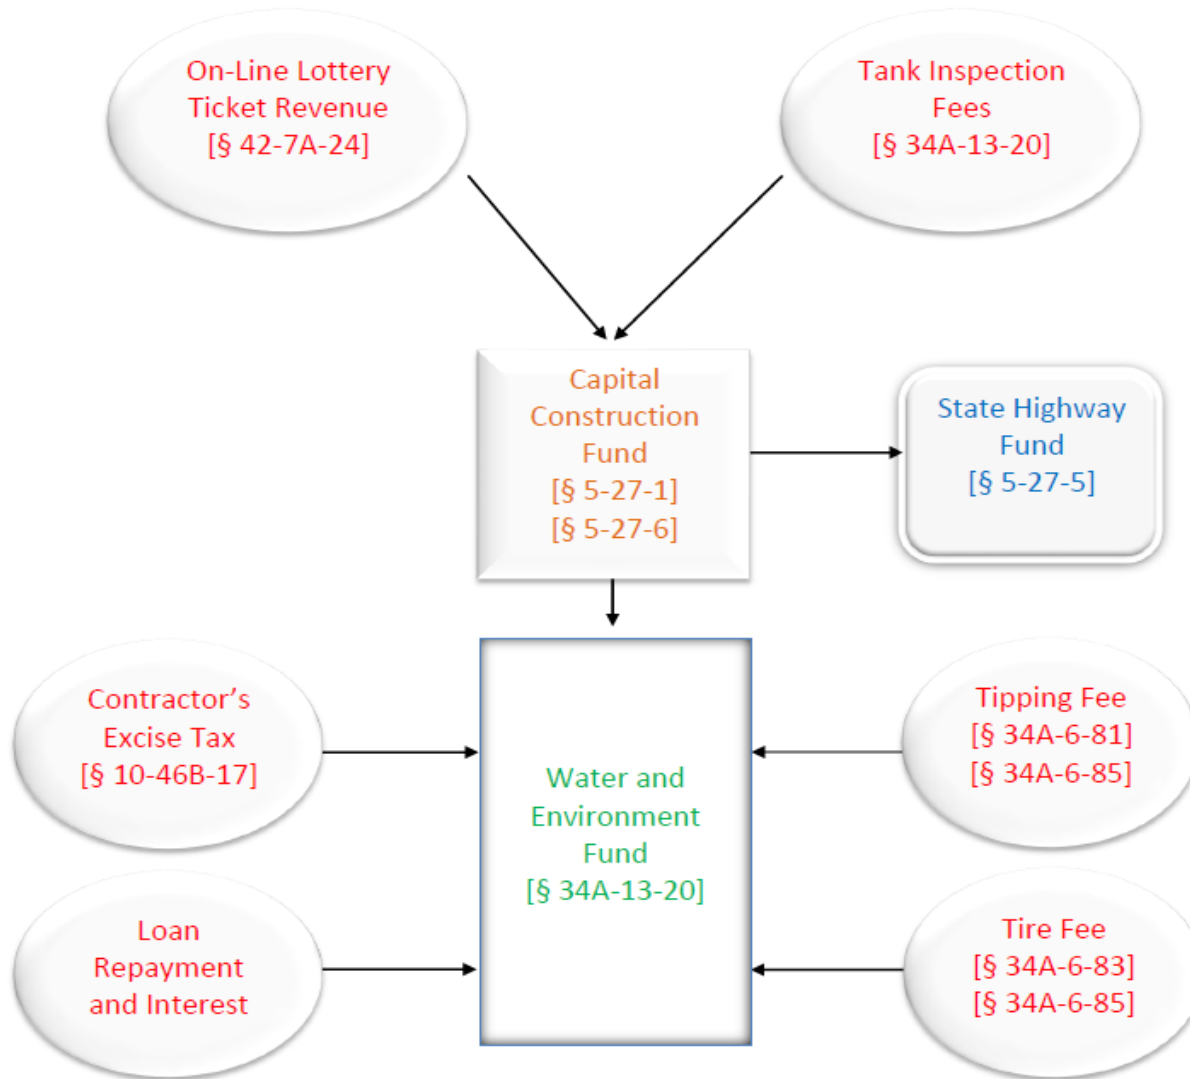 On-Line Lottery
Ticket Revenue
[§ 42-7A-24]
Tank Inspection
Fees
[§ 34A-13-20]
Capital
Construction
Fund
[§ 5-27-1]
[§ 5-27-6]
State Highway
Fund
[§ 5-27-5]
Contractor’s
Excise Tax
[§ 10-46B-17]
Water and
Environment
Fund
[§ 34A-13-20]
Tipping Fee
[§ 34A-6-81]
[§ 34A-6-85]
Loan
Repayment
and Interest
Tire Fee
[§ 34A-6-83]
[§ 34A-6-85]